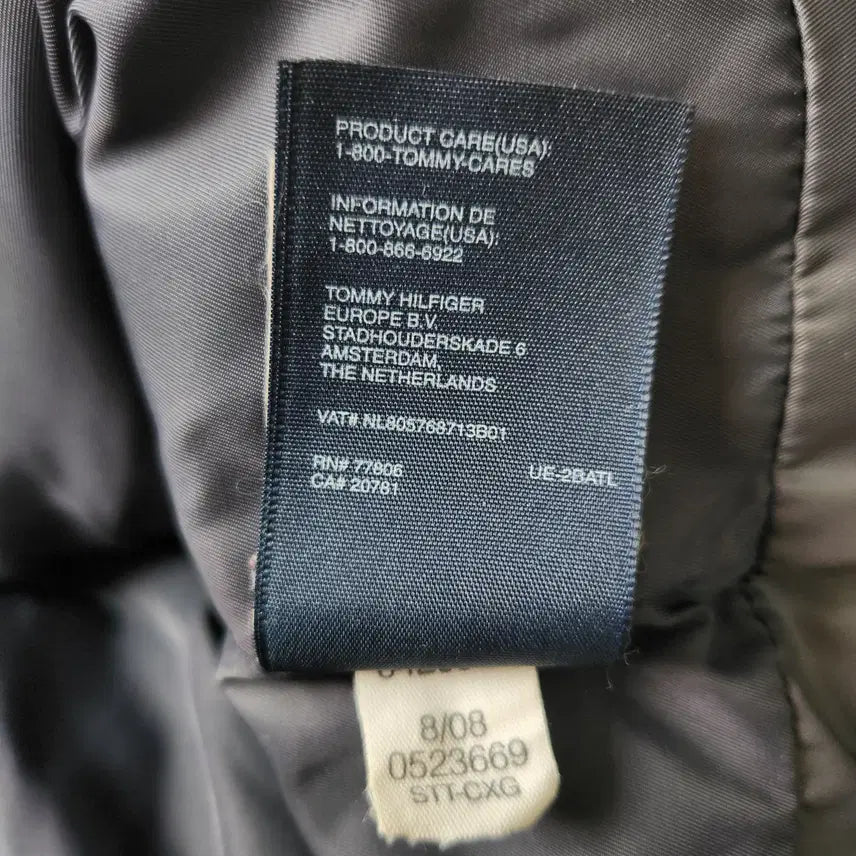 PRODUCT CARE(USA):
1-800-TOMMY-CARES
INFORMATION DE
NETTOYAGE(USA):
1-800-866-6922
TOMMY HILFIGER
EUROPE B.V.
STADHOUDERSKADE 6
AMSTERDAM,
THE NETHERLANDS
VAT# NL805768713B01
RN# 77806 UE-2BATL
CA# 20781
8/08
0523669
STT-CXG